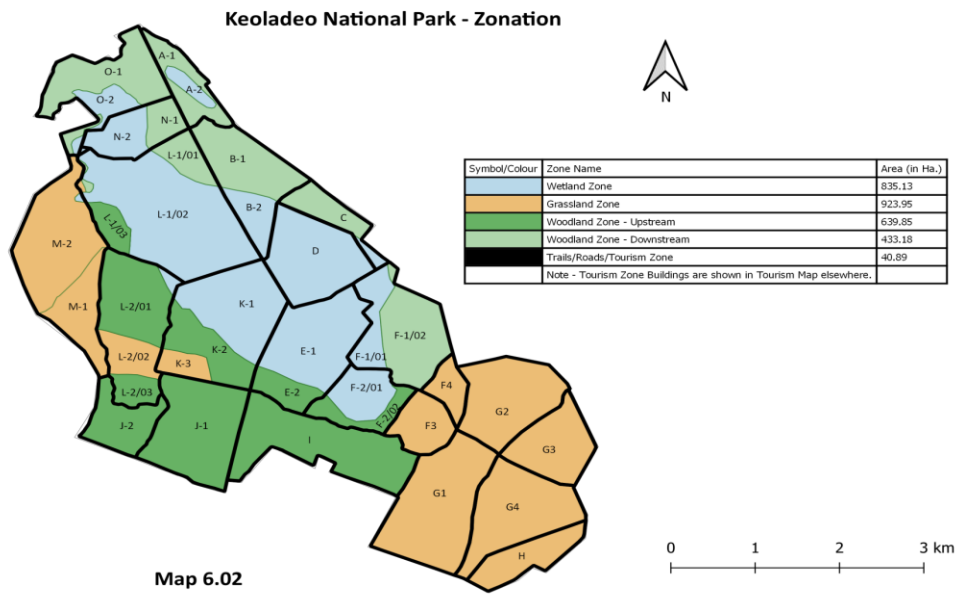 Keoladeo National Park - Zonation
A-1
O-1
A-2
O-2
N-1
N-2
L-1/01
B-1
L-1/02
B-2
C
L-1/03
M-2
D
M-1
L-2/01
K-1
F-1/02
K-2
E-1
F-1/01
L-2/02
K-3
F-2/01
F4
L-2/03
E-2
F-2/02
F3
G2
J-2
J-1
I
G3
G1
G4
H
N
Symbol/Colour Zone Name Area (in Ha.)
Wetland Zone 835.13
Grassland Zone 923.95
Woodland Zone - Upstream 639.85
Woodland Zone - Downstream 433.18
Trails/Roads/Tourism Zone 40.89
Note - Tourism Zone Buildings are shown in Tourism Map elsewhere.
0 1 2 3 km
Map 6.02